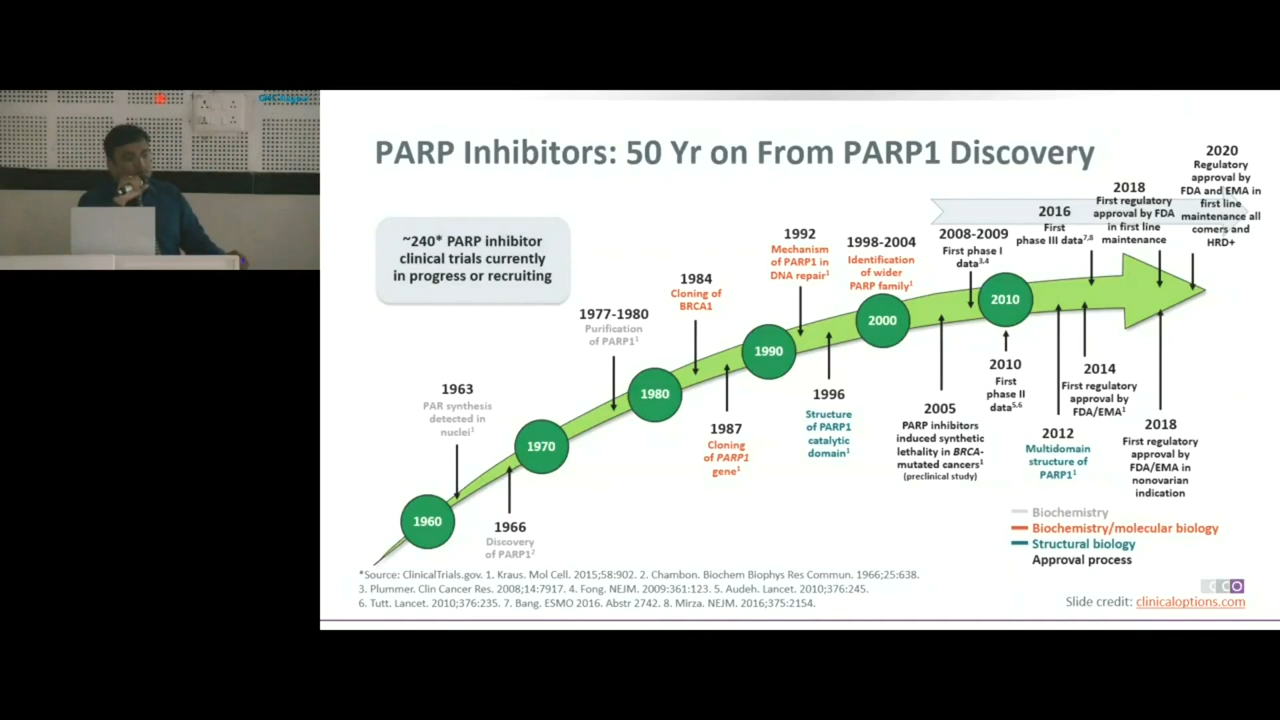 GMC Nagpur
PARP Inhibitors: 50 Yr on From PARP1 Discovery
~240* PARP inhibitor
clinical trials currently
in progress or recruiting
1960
1963
PAR synthesis
detected in
nuclei¹
1966
Discovery
of PARP1²
1970
1977-1980
Purification
of PARP1¹
1980
1984
Cloning of
BRCA1
1987
Cloning
of PARP1
gene¹
1990
1992
Mechanism
of PARP1 in
DNA repair¹
1996
Structure
of PARP1
catalytic
domain¹
1998-2004
Identification
of wider
PARP family¹
2000
2005
PARP inhibitors
induced synthetic
lethality in BRCA-
mutated cancers¹
(preclinical study)
2008-2009
First phase I
data³,⁴
2010
2010
First
phase II
data⁵,⁶
2012
Multidomain
structure of
PARP1¹
2014
First regulatory
approval by
FDA/EMA¹
2016
First
phase III data⁷,⁸
2018
First regulatory
approval by FDA
in first line
maintenance
2018
First regulatory
approval by
FDA/EMA in
nonovarian
indication
2020
Regulatory
approval by
FDA and EMA in
first line
maintenance all
comers and
HRD+
Biochemistry
Biochemistry/molecular biology
Structural biology
Approval process
*Source: ClinicalTrials.gov. 1. Kraus. Mol Cell. 2015;58:902. 2. Chambon. Biochem Biophys Res Commun. 1966;25:638.
3. Plummer. Clin Cancer Res. 2008;14:7917. 4. Fong. NEJM. 2009:361:123. 5. Audeh. Lancet. 2010;376:245.
6. Tutt. Lancet. 2010;376:235. 7. Bang. ESMO 2016. Abstr 2742. 8. Mirza. NEJM. 2016;375:2154.
CCO
Slide credit: clinicaloptions.com